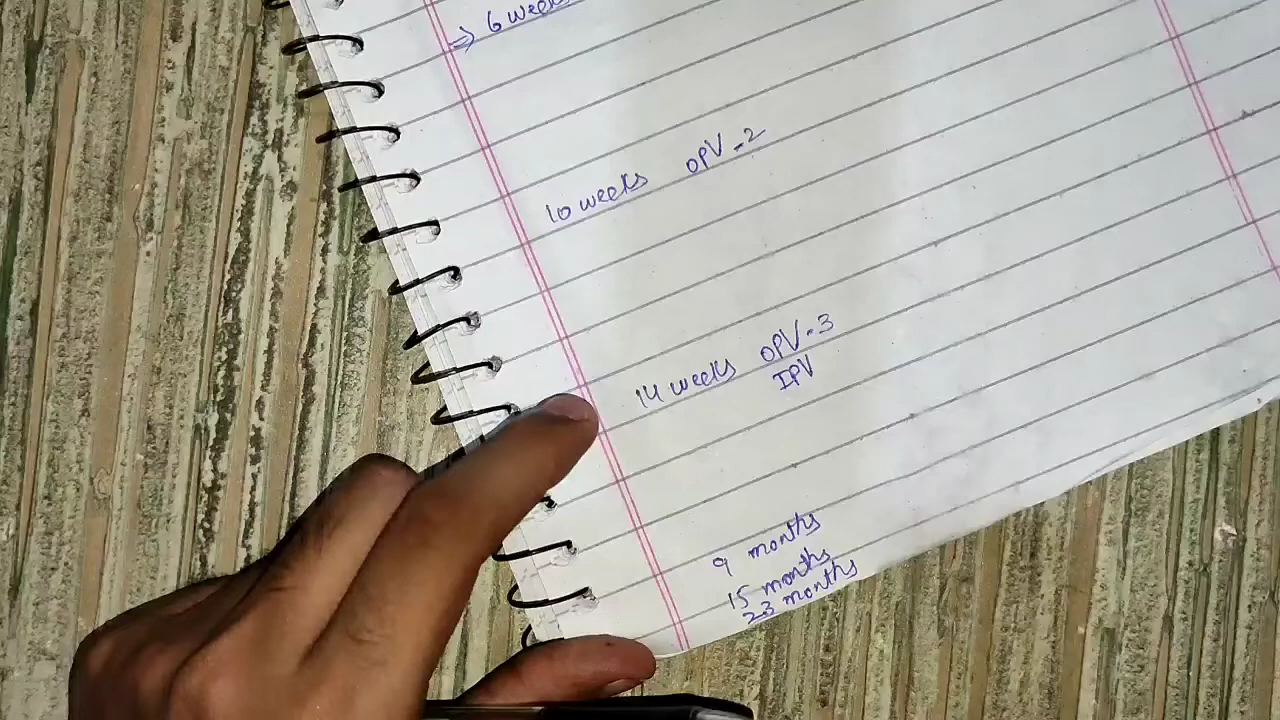 ⇒ 6 weeks
10 weeks OPV-2
14 weeks OPV-3
IPV
9 months
15 months
23 months